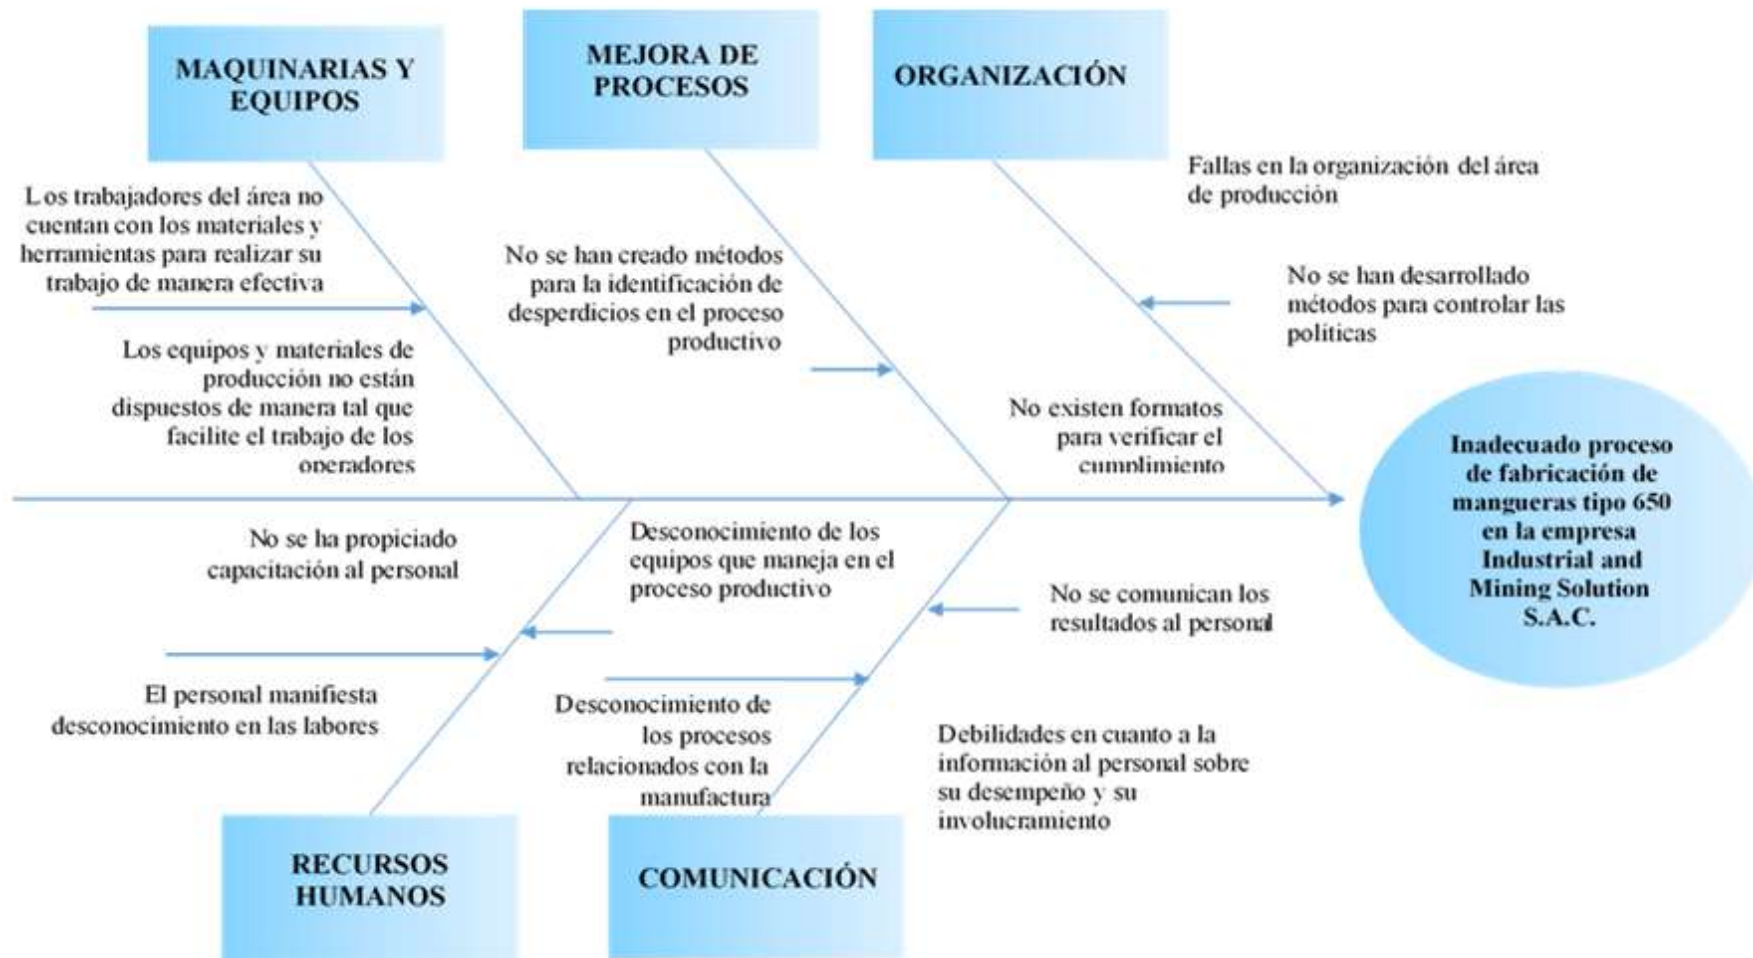 MAQUINARIAS Y
EQUIPOS
MEJORA DE
PROCESOS
ORGANIZACIÓN
Los trabajadores del área no
cuentan con los materiales y
herramientas para realizar su
trabajo de manera efectiva
Los equipos y materiales de
producción no están
dispuestos de manera tal que
facilite el trabajo de los
operadores
No se han creado métodos
para la identificación de
desperdicios en el proceso
productivo
Fallas en la organización del área
de producción
No se han desarrollado
métodos para controlar las
políticas
No existen formatos
para verificar el
cumplimiento
Inadecuado proceso
de fabricación de
mangueras tipo 650
en la empresa
Industrial and
Mining Solution
S.A.C.
No se ha propiciado
capacitación al personal
El personal manifiesta
desconocimiento en las labores
Desconocimiento de los
equipos que maneja en el
proceso productivo
Desconocimiento de
los procesos
relacionados con la
manufactura
No se comunican los
resultados al personal
Debilidades en cuanto a la
información al personal sobre
su desempeño y su
involucramiento
RECURSOS
HUMANOS
COMUNICACIÓN